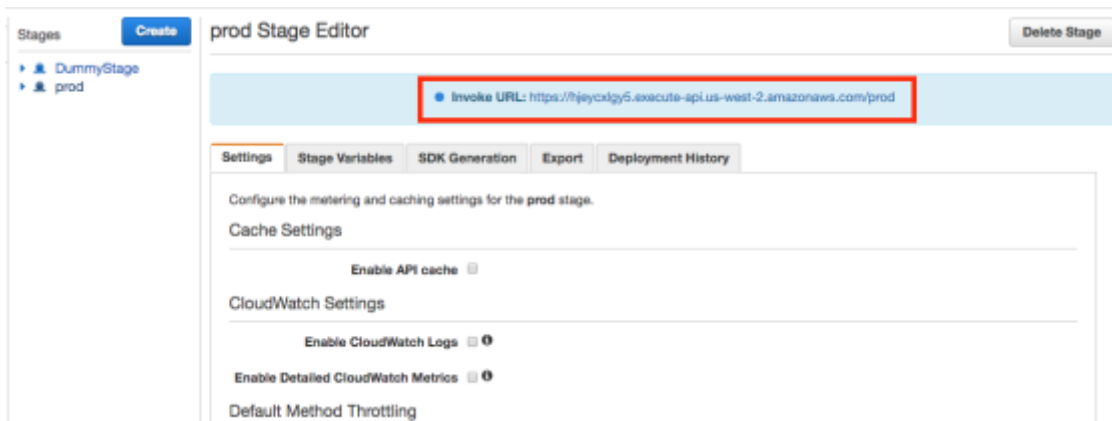 Stages
Create
DummyStage
prod
prod Stage Editor
Delete Stage
Invoke URL: https://hjeycxlgy5.execute-api.us-west-2.amazonaws.com/prod
Settings
Stage Variables
SDK Generation
Export
Deployment History
Configure the metering and caching settings for the prod stage.
Cache Settings
Enable API cache
CloudWatch Settings
Enable CloudWatch Logs
Enable Detailed CloudWatch Metrics
Default Method Throttling